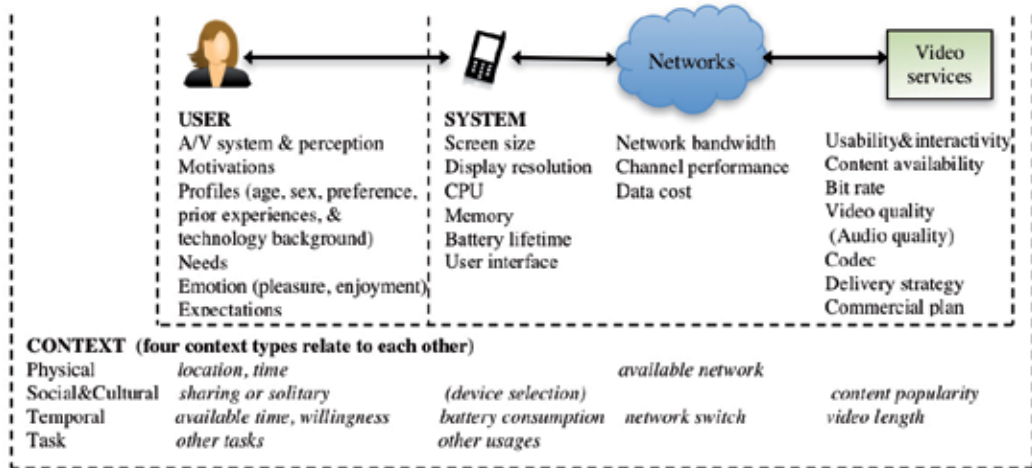 Networks
Video
services
USER
A/V system & perception
Motivations
Profiles (age, sex, preference,
prior experiences, &
technology background)
Needs
Emotion (pleasure, enjoyment)
Expectations
SYSTEM
Screen size
Display resolution
CPU
Memory
Battery lifetime
User interface
Network bandwidth
Channel performance
Data cost
Usability&interactivity
Content availability
Bit rate
Video quality
(Audio quality)
Codec
Delivery strategy
Commercial plan
CONTEXT (four context types relate to each other)
Physical location, time available network
Social&Cultural sharing or solitary (device selection) content popularity
Temporal available time, willingness battery consumption network switch video length
Task other tasks other usages